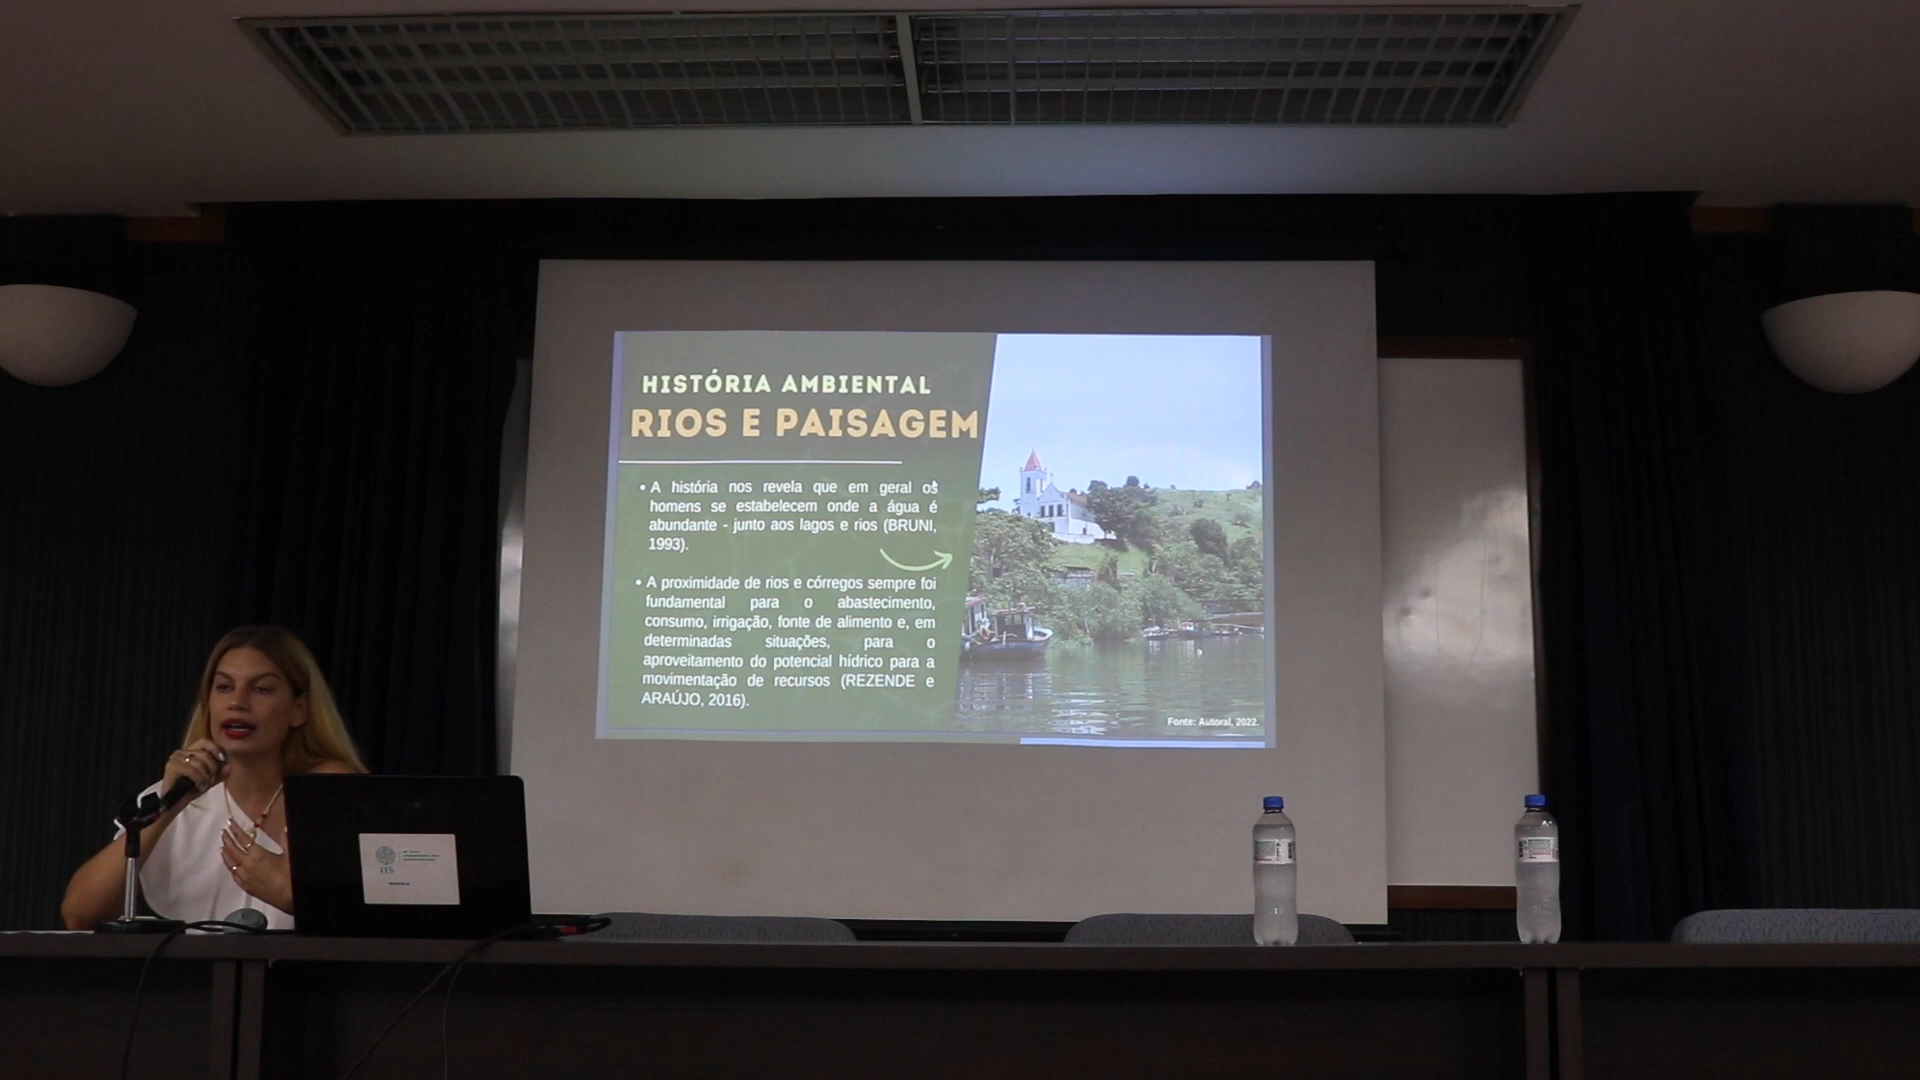 HISTÓRIA AMBIENTAL
RIOS E PAISAGEM
• A história nos revela que em geral os
homens se estabelecem onde a água é
abundante - junto aos lagos e rios (BRUNI,
1993).
• A proximidade de rios e córregos sempre foi
fundamental para o abastecimento,
consumo, irrigação, fonte de alimento e, em
determinadas situações, para o
aproveitamento do potencial hídrico para a
movimentação de recursos (REZENDE e
ARAÚJO, 2016).
Fonte: Autoral, 2022.